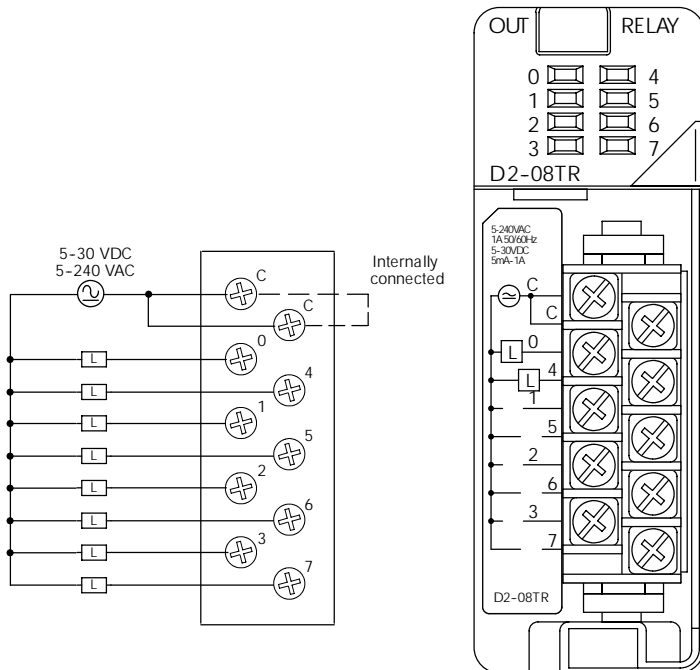 5-30 VDC
5-240 VAC
C
Internally
connected
C
0
L
4
L
1
L
5
L
2
L
6
L
3
L
7
L
OUT RELAY
0 4
1 5
2 6
3 7
D2-08TR
5-240VAC
1A 50/60Hz
5-30VDC
5mA-1A
C
C
L 0
L 4
1
5
2
6
3
7
D2-08TR